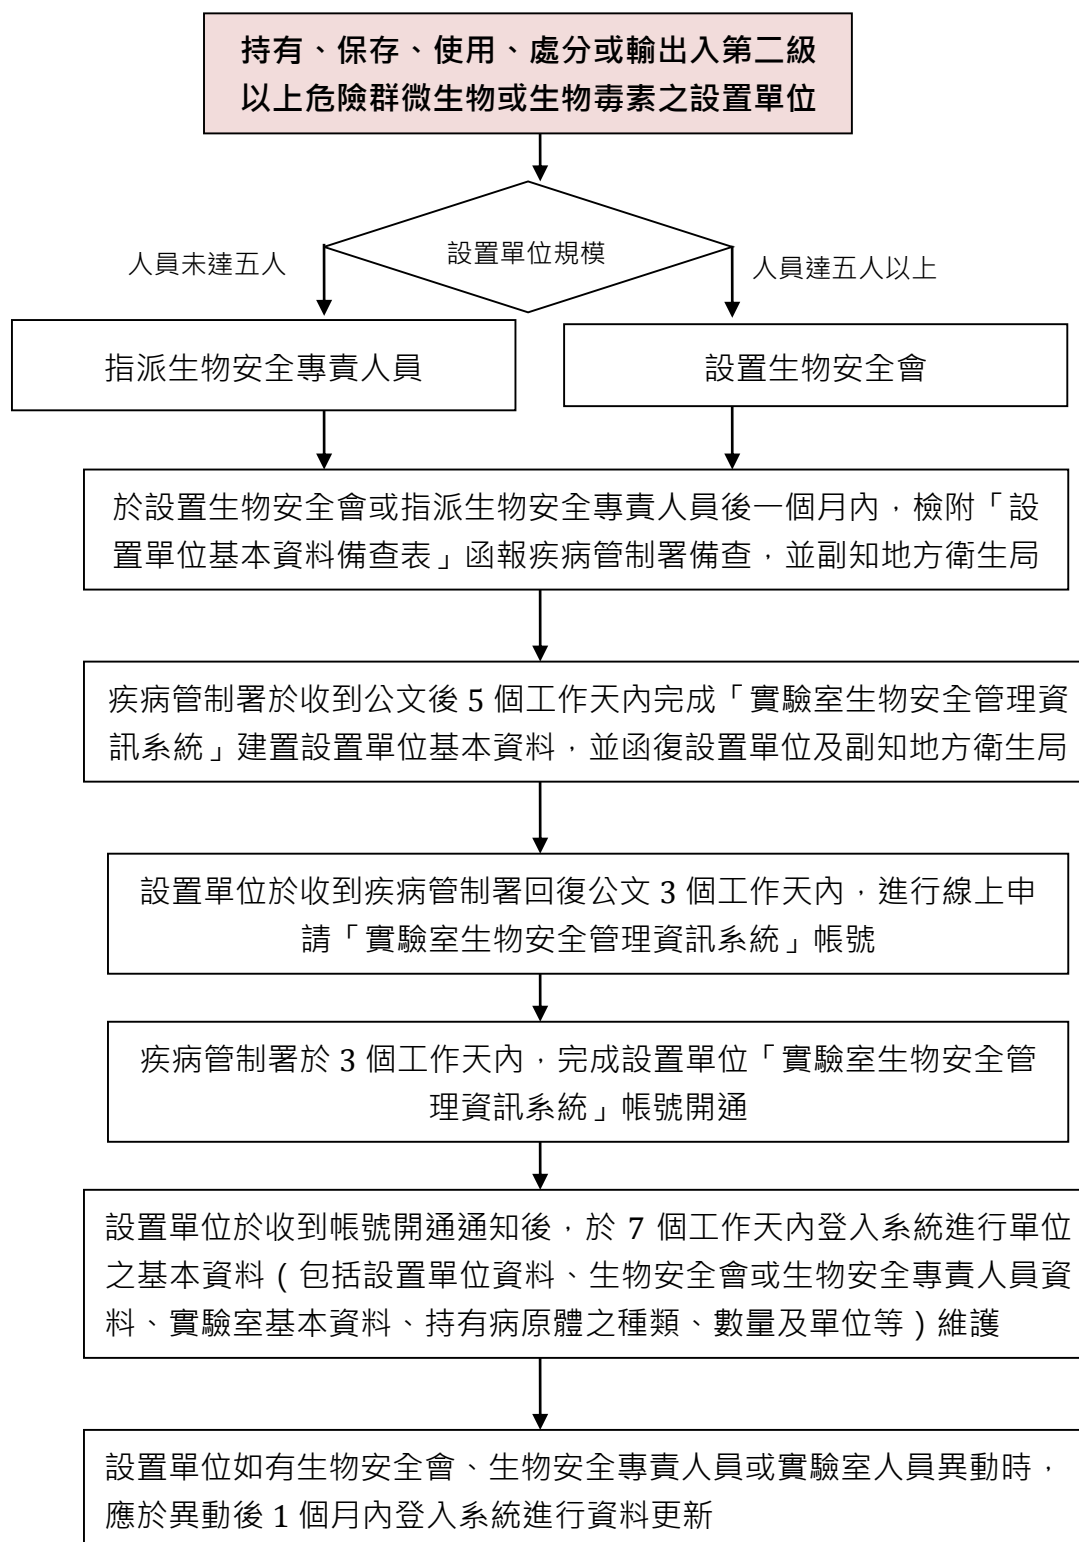 持有、保存、使用、處分或輸出入第二級
以上危險群微生物或生物毒素之設置單位
設置單位規模
人員未達五人
人員達五人以上
指派生物安全專責人員
設置生物安全會
於設置生物安全會或指派生物安全專責人員後一個月內，檢附「設
置單位基本資料備查表」函報疾病管制署備查，並副知地方衛生局
疾病管制署於收到公文後 5 個工作天內完成「實驗室生物安全管理資
訊系統」建置設置單位基本資料，並函復設置單位及副知地方衛生局
設置單位於收到疾病管制署回復公文 3 個工作天內，進行線上申
請「實驗室生物安全管理資訊系統」帳號
疾病管制署於 3 個工作天內，完成設置單位「實驗室生物安全管
理資訊系統」帳號開通
設置單位於收到帳號開通通知後，於 7 個工作天內登入系統進行單位
之基本資料（包括設置單位資料、生物安全會或生物安全專責人員資
料、實驗室基本資料、持有病原體之種類、數量及單位等）維護
設置單位如有生物安全會、生物安全專責人員或實驗室人員異動時，
應於異動後 1 個月內登入系統進行資料更新